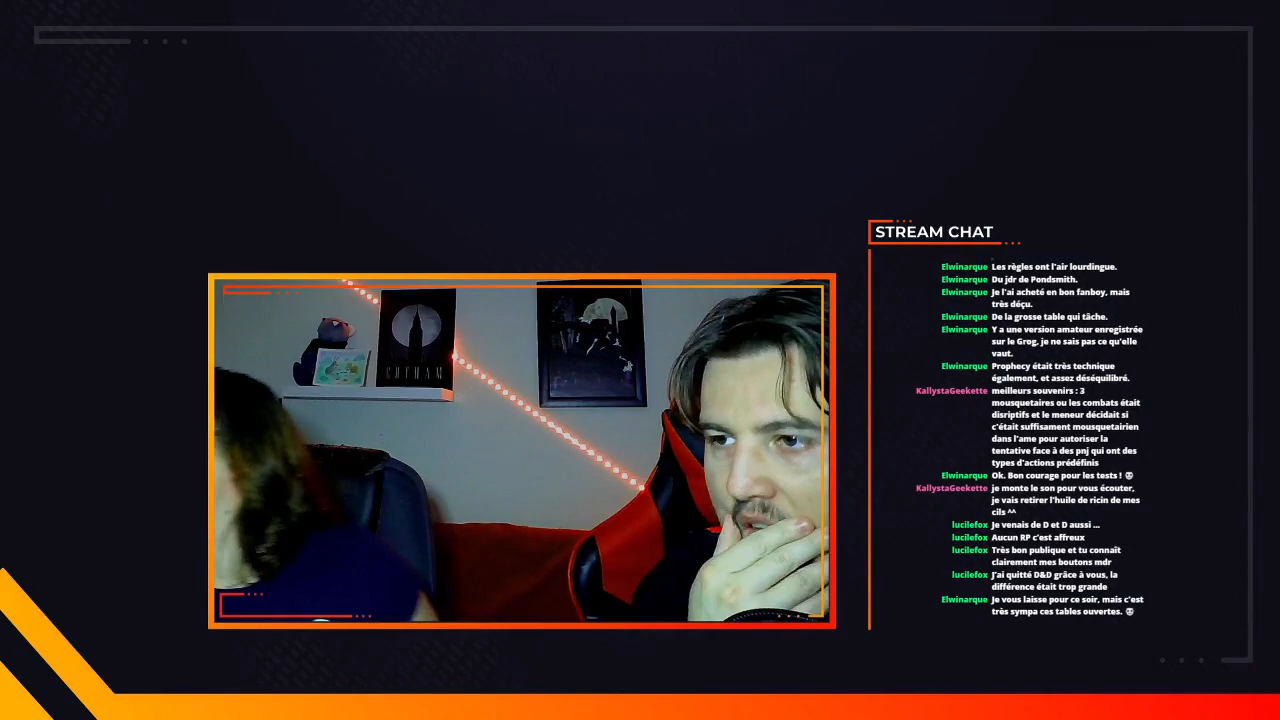 STREAM CHAT
Elwinarque Les règles ont l'air lourdingue.
Elwinarque Du jdr de Pondsmith.
Elwinarque Je l'ai acheté en bon fanboy, mais
très déçu.
Elwinarque De la grosse table qui tâche.
Elwinarque Y a une version amateur enregistrée
sur le Grog, je ne sais pas ce qu'elle
vaut.
Elwinarque Prophecy était très technique
également, et assez déséquilibré.
KallystaGeekette meilleurs souvenirs : 3
mousquetaires ou les combats était
disriptifs et le meneur décidait si
c'était suffisament mousquetairien
dans l'ame pour autoriser la
tentative face à des pnj qui ont des
types d'actions prédéfinis
Elwinarque Ok. Bon courage pour les tests !
KallystaGeekette je monte le son pour vous écouter,
je vais retirer l'huile de ricin de mes
cils ^^
lucilefox Je venais de D et D aussi ...
lucilefox Aucun RP c'est affreux
lucilefox Très bon publique et tu connaît
clairement mes boutons mdr
lucilefox J'ai quitté D&D grâce à vous, la
différence était trop grande
Elwinarque Je vous laisse pour ce soir, mais c'est
très sympa ces tables ouvertes.
GOTHAM